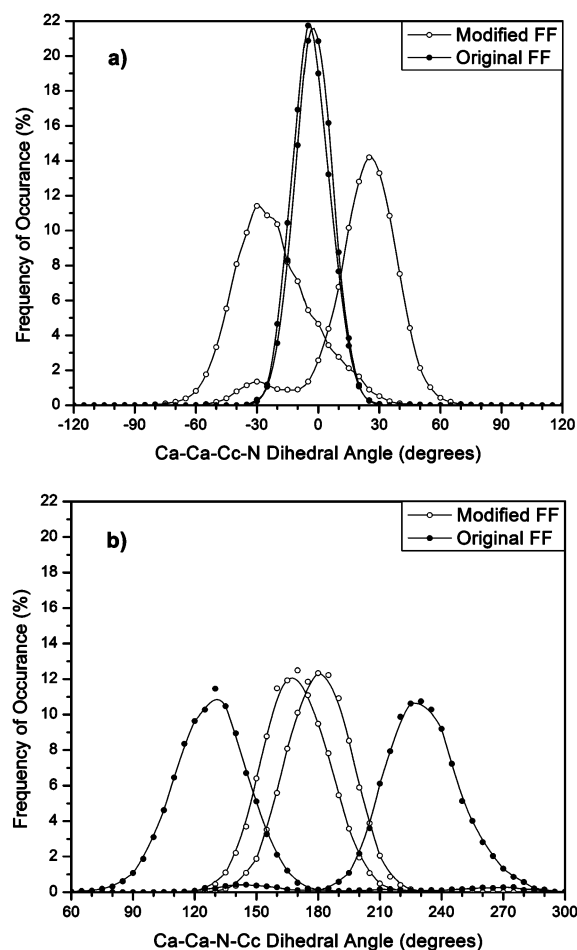 a)
Modified FF
Original FF
22
20
18
16
14
12
10
8
6
4
2
0
Frequency of Occurance (%)
-120 -90 -60 -30 0 30 60 90 120
Ca-Ca-Cc-N Dihedral Angle (degrees)
b)
Modified FF
Original FF
22
20
18
16
14
12
10
8
6
4
2
0
Frequency of Occurance (%)
60 90 120 150 180 210 240 270 300
Ca-Ca-N-Cc Dihedral Angle (degrees)